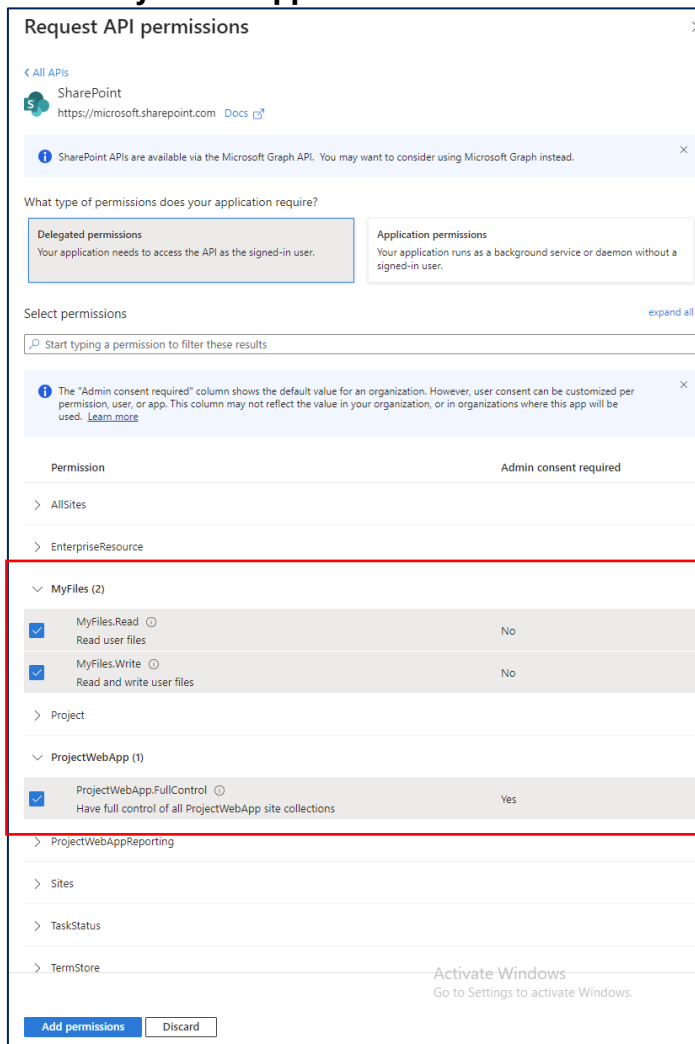 Request API permissions
All APIs
S
SharePoint
https://microsoft.sharepoint.com Docs
SharePoint APIs are available via the Microsoft Graph API. You may want to consider using Microsoft Graph instead.
What type of permissions does your application require?
Delegated permissions
Your application needs to access the API as the signed-in user.
Application permissions
Your application runs as a background service or daemon without a
signed-in user.
Select permissions
expand all
Start typing a permission to filter these results
The "Admin consent required" column shows the default value for an organization. However, user consent can be customized per
permission, user, or app. This column may not reflect the value in your organization, or in organizations where this app will be
used. Learn more
Permission
Admin consent required
AllSites
EnterpriseResource
MyFiles (2)
MyFiles.Read
Read user files
No
MyFiles.Write
Read and write user files
No
Project
ProjectWebApp (1)
ProjectWebApp.FullControl
Have full control of all ProjectWebApp site collections
Yes
ProjectWebAppReporting
Sites
TaskStatus
TermStore
Activate Windows
Go to Settings to activate Windows.
Add permissions
Discard